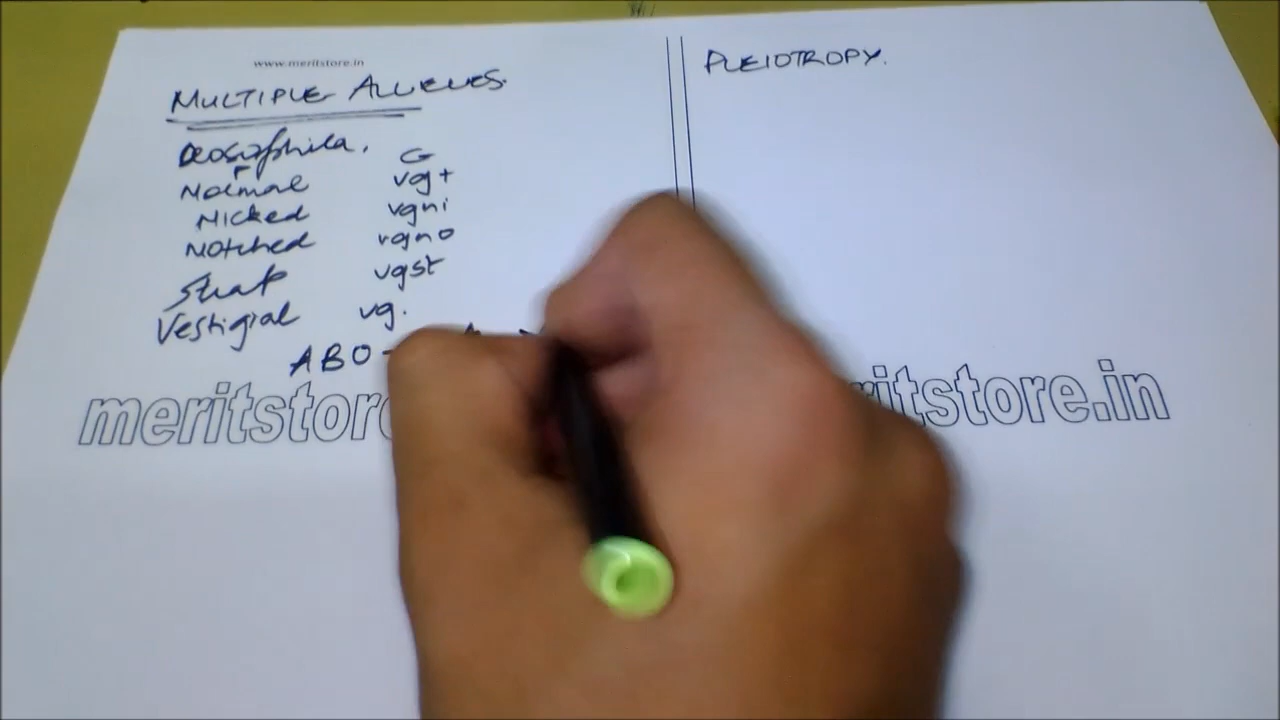 www.meritstore.in
MULTIPLE ALLELES.
Drosophila.
P G
Normal vg+
Nicked vgni
Notched vgno
Strap vgst
Vestigial vg.
ABO -
meritstore
PLEIOTROPY.
ritstore.in